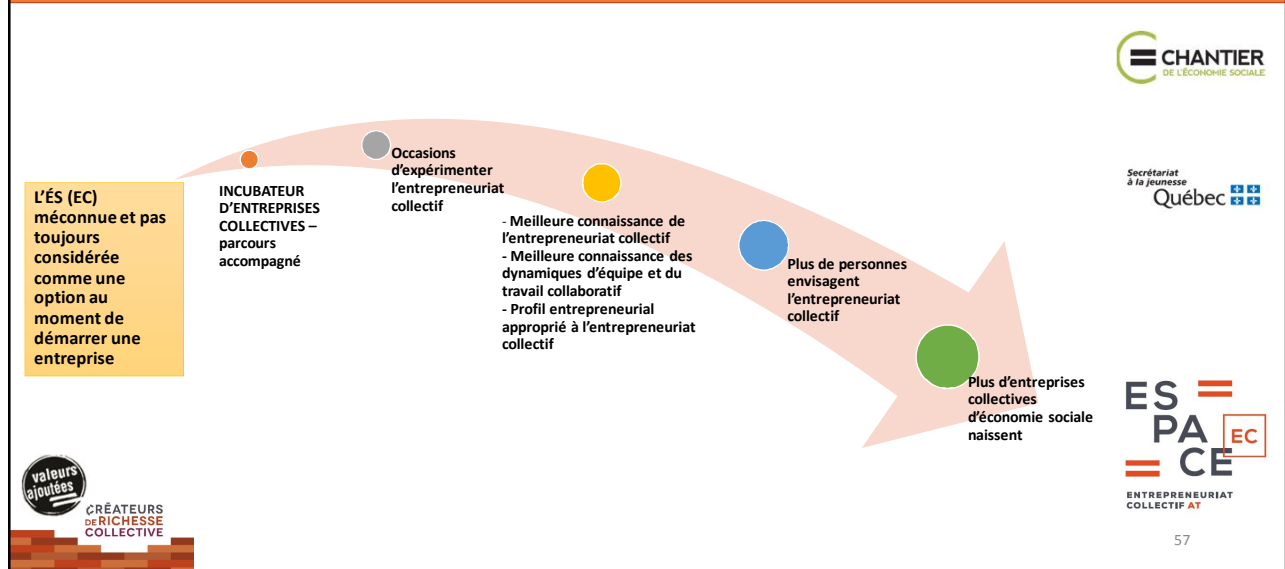 CHANTIER
DE L'ÉCONOMIE SOCIALE
Secrétariat
à la jeunesse
Québec
L'ÉS (EC)
méconnue et pas
toujours
considérée
comme une
option au
moment de
démarrer une
entreprise
INCUBATEUR
D'ENTREPRISES
COLLECTIVES –
parcours
accompagné
Occasions
d'expérimenter
l'entrepreneuriat
collectif
- Meilleure connaissance de
l'entrepreneuriat collectif
- Meilleure connaissance des
dynamiques d'équipe et du
travail collaboratif
- Profil entrepreneurial
approprié à l'entrepreneuriat
collectif
Plus de personnes
envisagent
l'entrepreneuriat
collectif
Plus d'entreprises
collectives
d'économie sociale
naissent
ES
PA EC
CE
ENTREPRENEURIAT
COLLECTIF AT
valeurs
ajoutées
CRÉATEURS
DE RICHESSE
COLLECTIVE
57